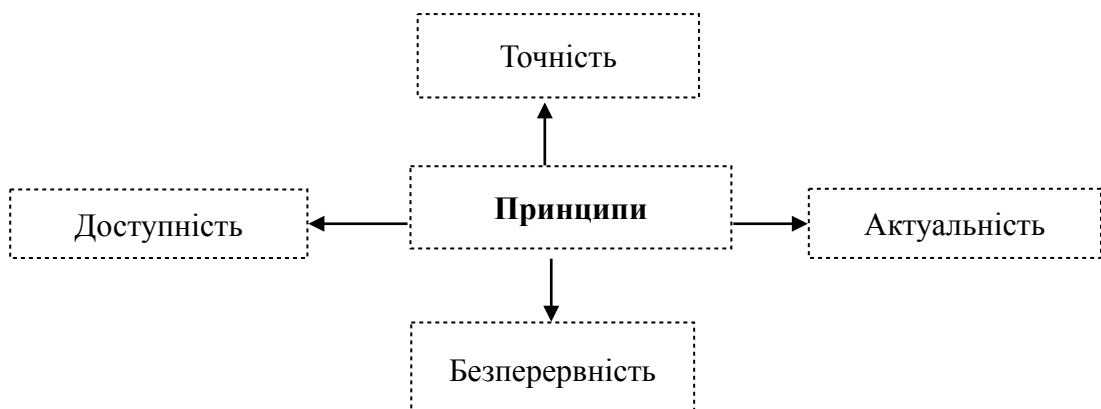 Точність
Принципи
Доступність
Актуальність
Безперервність